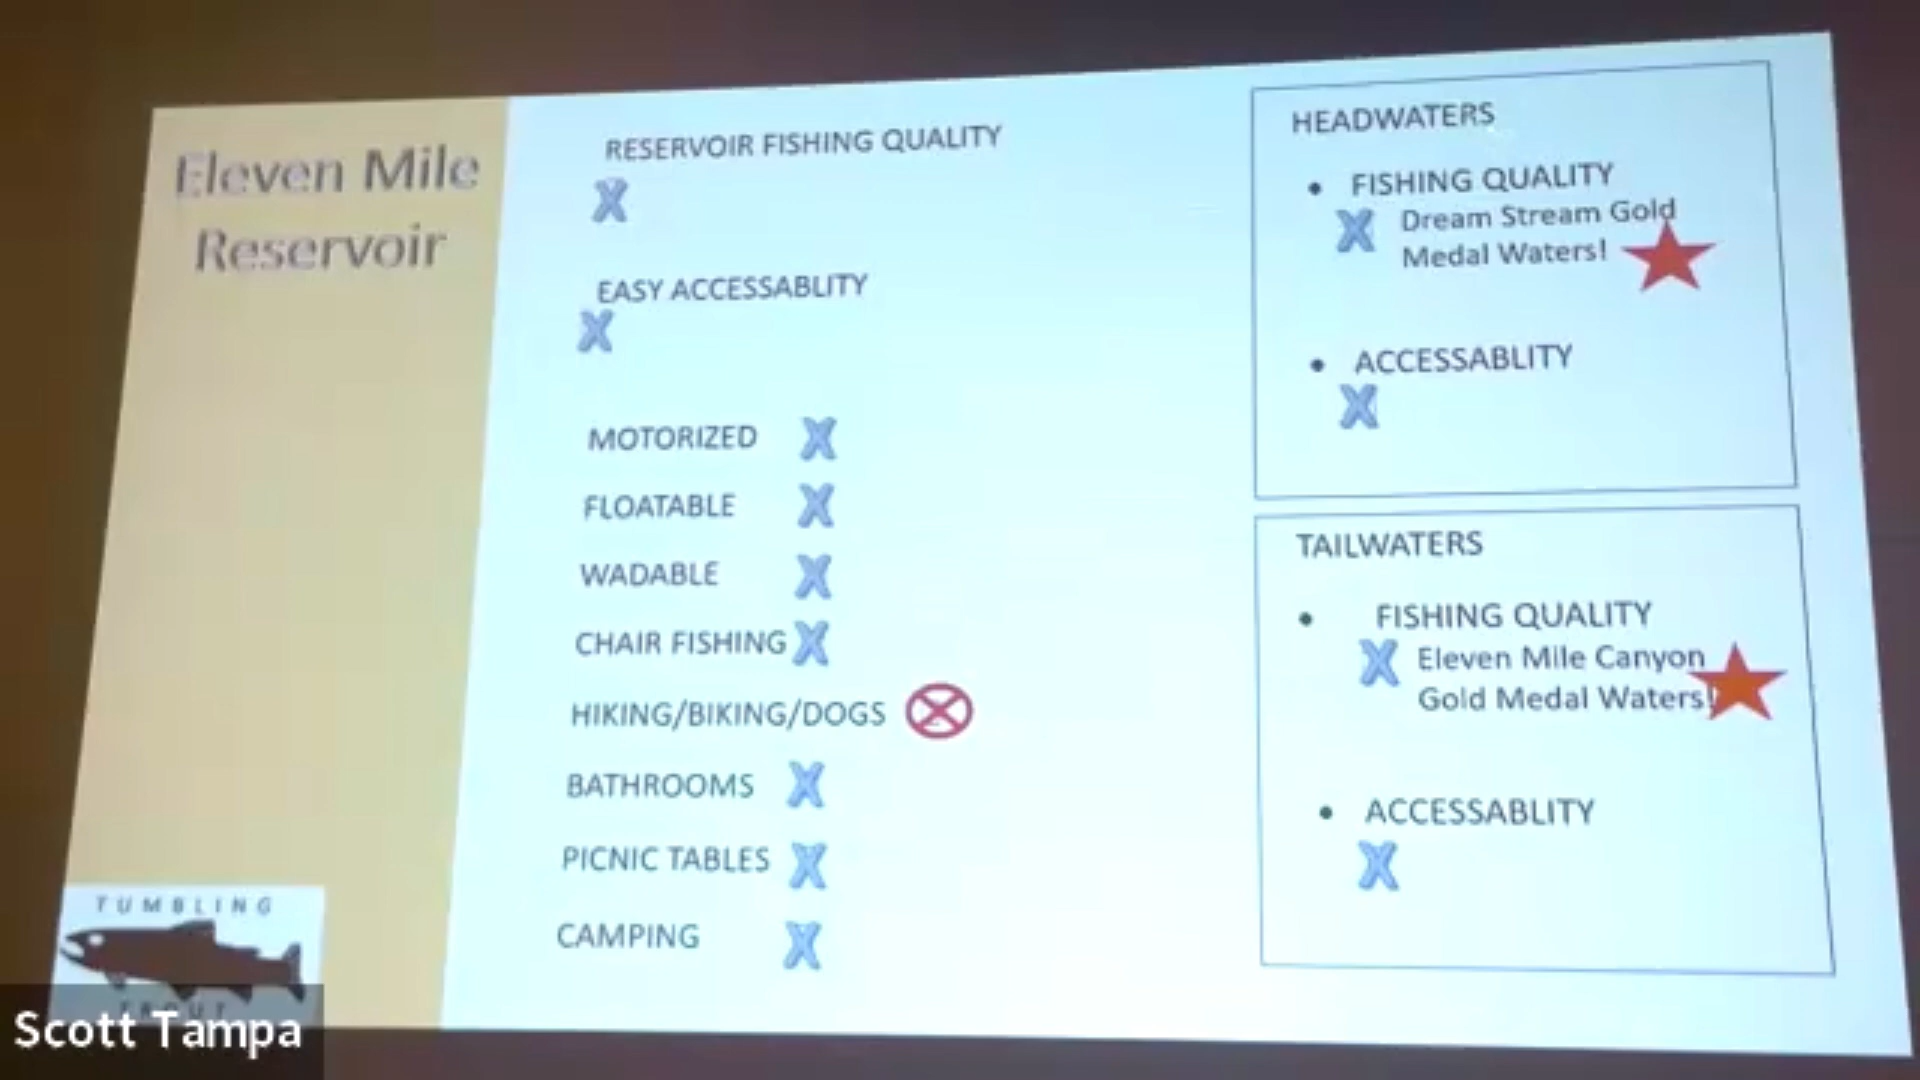 Eleven Mile
Reservoir
RESERVOIR FISHING QUALITY
X
EASY ACCESSABLITY
X
MOTORIZED X
FLOATABLE X
WADABLE X
CHAIR FISHING X
HIKING/BIKING/DOGS
BATHROOMS X
PICNIC TABLES X
CAMPING X
HEADWATERS
• FISHING QUALITY
X Dream Stream Gold
Medal Waters!
• ACCESSABLITY
X
TAILWATERS
• FISHING QUALITY
X Eleven Mile Canyon
Gold Medal Waters!
• ACCESSABLITY
X
TUMBLING
TROUT
Scott Tampa